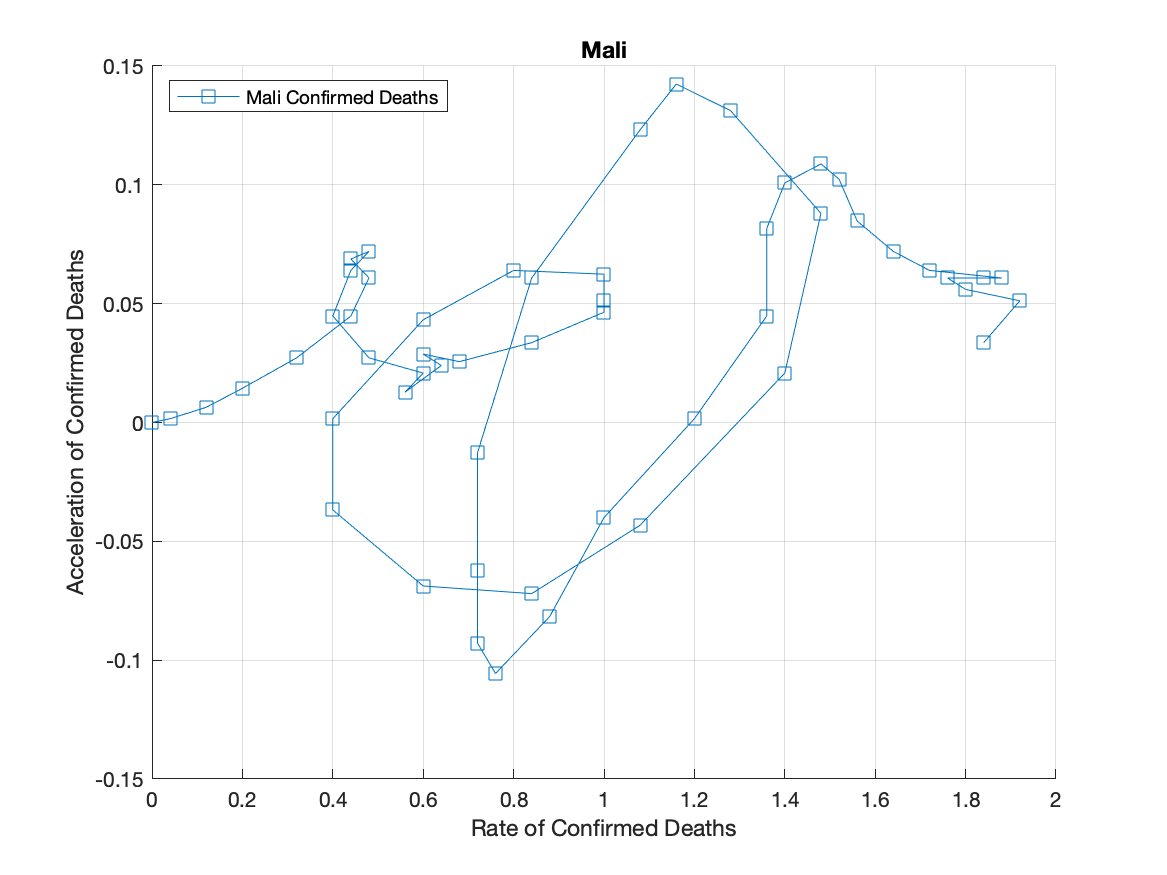 Mali
0.15
Mali Confirmed Deaths
0.1
0.05
0
-0.05
-0.1
-0.15
Acceleration of Confirmed Deaths
0 0.2 0.4 0.6 0.8 1 1.2 1.4 1.6 1.8 2
Rate of Confirmed Deaths